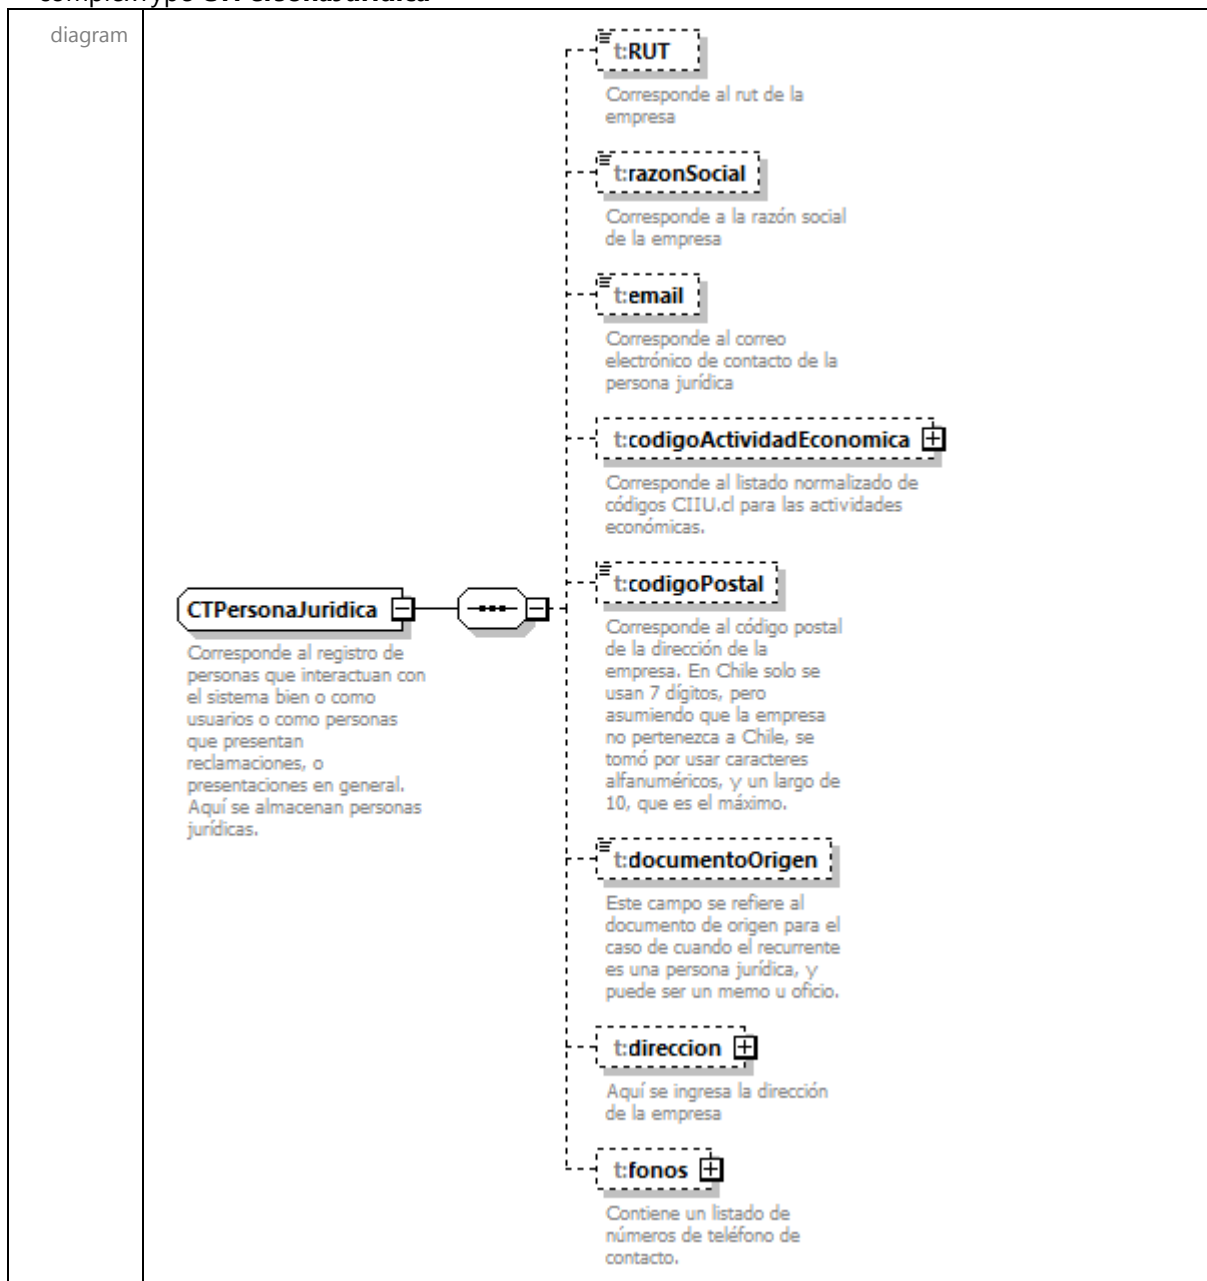 complexType CTPersonaJuridica
diagram
t:RUT
Corresponde al rut de la
empresa
t:razonSocial
Corresponde a la razón social
de la empresa
t:email
Corresponde al correo
electrónico de contacto de la
persona jurídica
t:codigoActividadEconomica
Corresponde al listado normalizado de
códigos CIIU.cl para las actividades
económicas.
t:codigoPostal
Corresponde al código postal
de la dirección de la
empresa. En Chile solo se
usan 7 dígitos, pero
asumiendo que la empresa
no pertenezca a Chile, se
tomó por usar caracteres
alfanuméricos, y un largo de
10, que es el máximo.
CTPersonaJuridica
Corresponde al registro de
personas que interactuan con
el sistema bien o como
usuarios o como personas
que presentan
reclamaciones, o
presentaciones en general.
Aquí se almacenan personas
jurídicas.
t:documentoOrigen
Este campo se refiere al
documento de origen para el
caso de cuando el recurrente
es una persona jurídica, y
puede ser un memo u oficio.
t:direccion
Aquí se ingresa la dirección
de la empresa
t:fonos
Contiene un listado de
números de teléfono de
contacto.